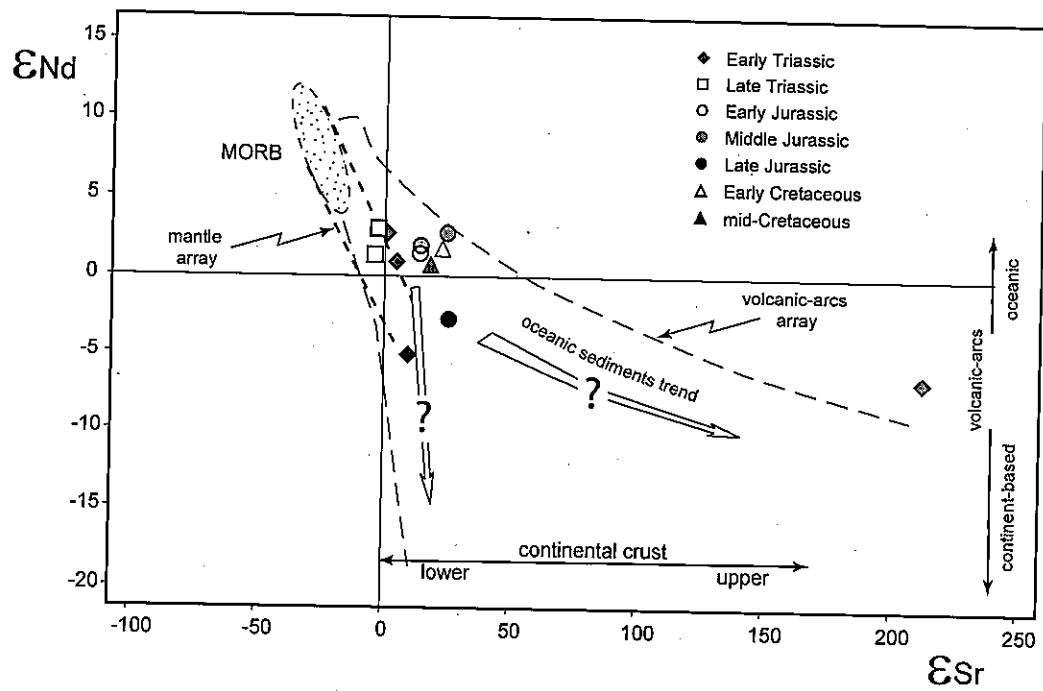 εNd
15
10
5
0
-5
-10
-15
-20
MORB
mantle
array
Early Triassic
Late Triassic
Early Jurassic
Middle Jurassic
Late Jurassic
Early Cretaceous
mid-Cretaceous
volcanic-arcs
array
oceanic sediments trend
?
?
oceanic
volcanic-arcs
continent-based
continental crust
lower
upper
-100
-50
0
50
100
150
200
250
εSr